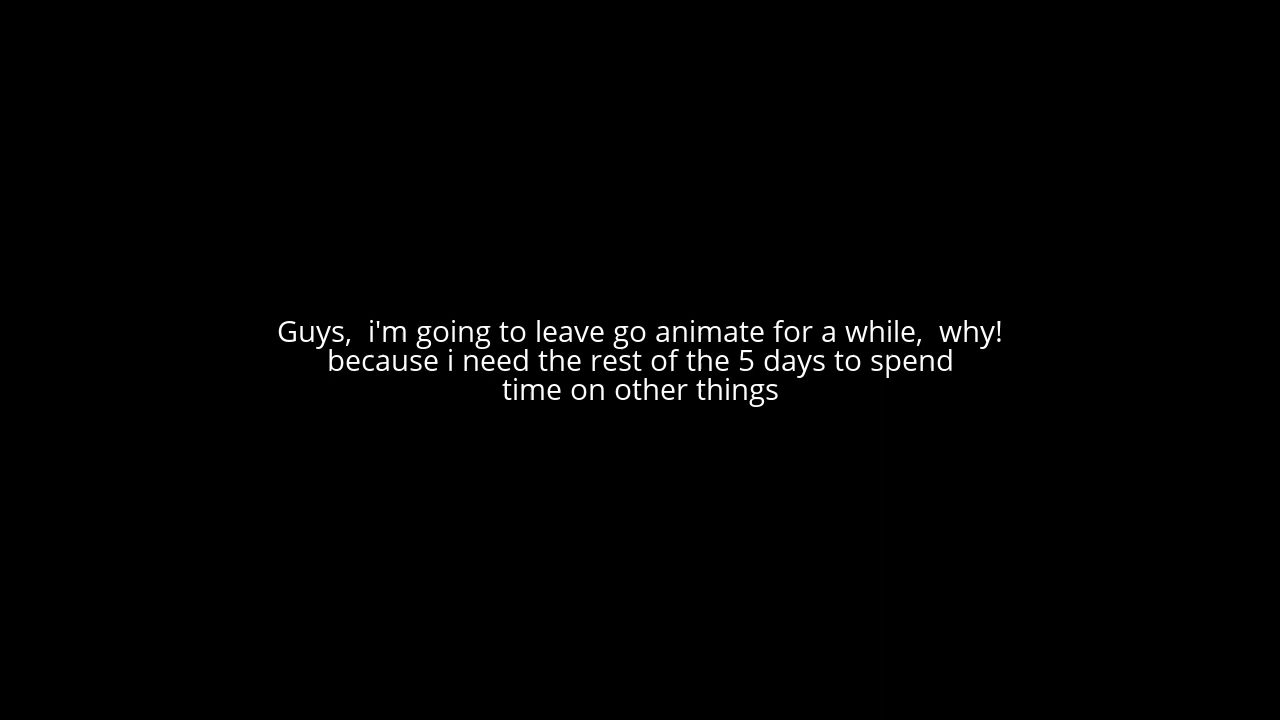 Guys,  i'm going to leave go animate for a while,  why!
because i need the rest of the 5 days to spend
time on other things